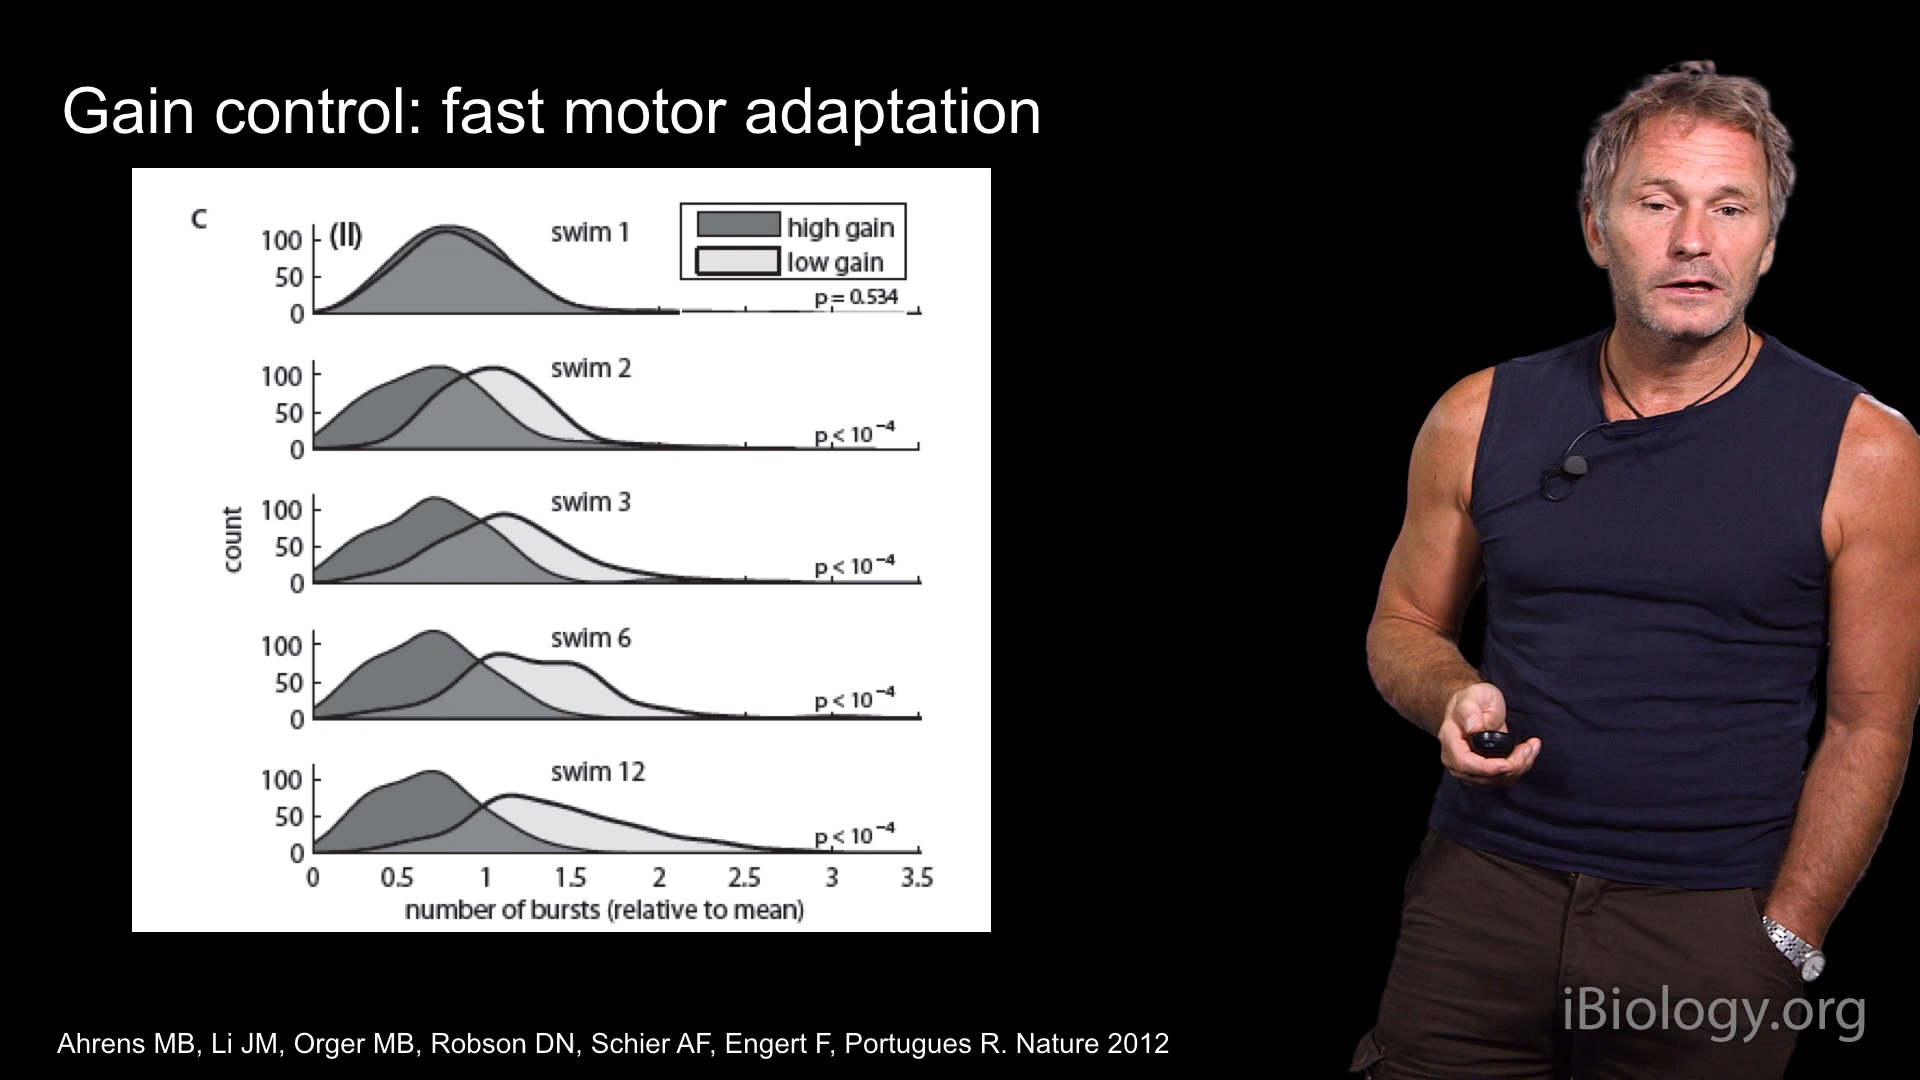 Gain control: fast motor adaptation
C
(II)
swim 1
high gain
low gain
100
50
0
p = 0.534
swim 2
100
50
0
p < 10⁻⁴
swim 3
100
50
0
p < 10⁻⁴
count
swim 6
100
50
0
p < 10⁻⁴
swim 12
100
50
0
p < 10⁻⁴
0 0.5 1 1.5 2 2.5 3 3.5
number of bursts (relative to mean)
iBiology.org
Ahrens MB, Li JM, Orger MB, Robson DN, Schier AF, Engert F, Portugues R. Nature 2012